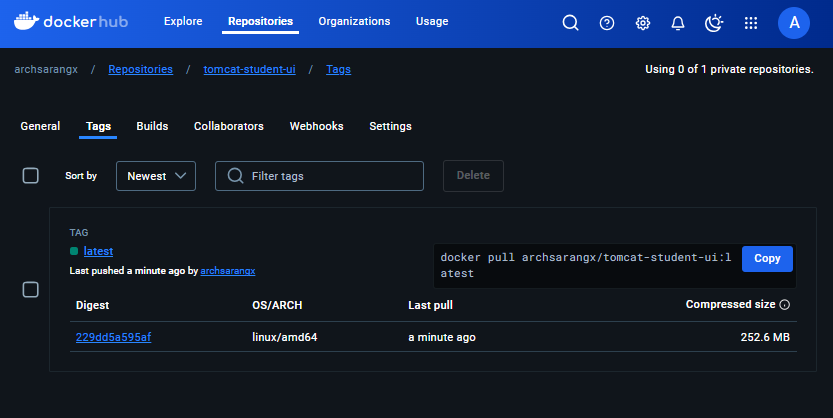 dockerhub Explore Repositories Organizations Usage A
archsarangx / Repositories / tomcat-student-ui / Tags Using 0 of 1 private repositories.
General Tags Builds Collaborators Webhooks Settings
Sort by Newest Filter tags Delete
TAG
latest
Last pushed a minute ago by archsarangx
docker pull archsarangx/tomcat-student-ui:l
atest
Copy
Digest OS/ARCH Last pull Compressed size
229dd5a595af linux/amd64 a minute ago 252.6 MB